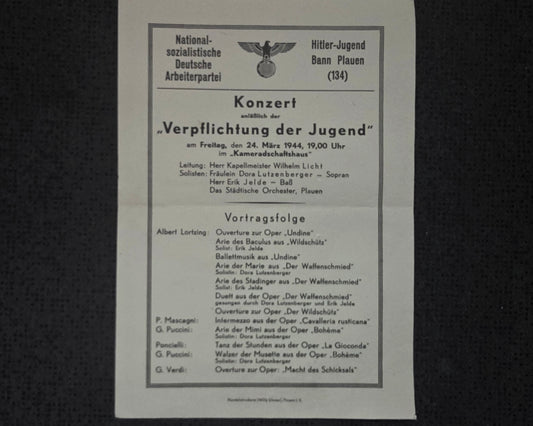 National-
sozialistische
Deutsche
Arbeiterpartei
Hitler-Jugend
Bann Plauen
(134)
Konzert
anläßlich der
„Verpflichtung der Jugend“
am Freitag, den 24. März 1944, 19,00 Uhr
im „Kameradschaftshaus“
Leitung: Herr Kapellmeister Wilhelm Licht
Solisten: Fräulein Dora Lutzenberger – Sopran
Herr Erik Jelde – Baß
Das Städtische Orchester, Plauen
Vortragsfolge
Albert Lortzing: Ouverture zur Oper „Undine“
Arie des Baculus aus „Wildschütz“
Solist: Erik Jelde
Ballettmusik aus „Undine“
Arie der Marie aus „Der Waffenschmied“
Solistin: Dora Lutzenberger
Arie des Stadinger aus „Der Waffenschmied“
Solist: Erik Jelde
Duett aus der Oper „Der Waffenschmied“
gesungen durch Dora Lutzenberger und Erik Jelde
Ouverture zur Oper „Der Wildschütz“
P. Mascagni: Intermezzo aus der Oper „Cavalleria rusticana“
G. Puccini: Arie der Mimi aus der Oper „Bohème“
Solistin: Dora Lutzenberger
Poncielli: Tanz der Stunden aus der Oper „La Gioconda“
G. Puccini: Walzer der Musette aus der Oper „Bohème“
Solistin: Dora Lutzenberger
G. Verdi: Overture zur Oper: „Macht des Schicksals“